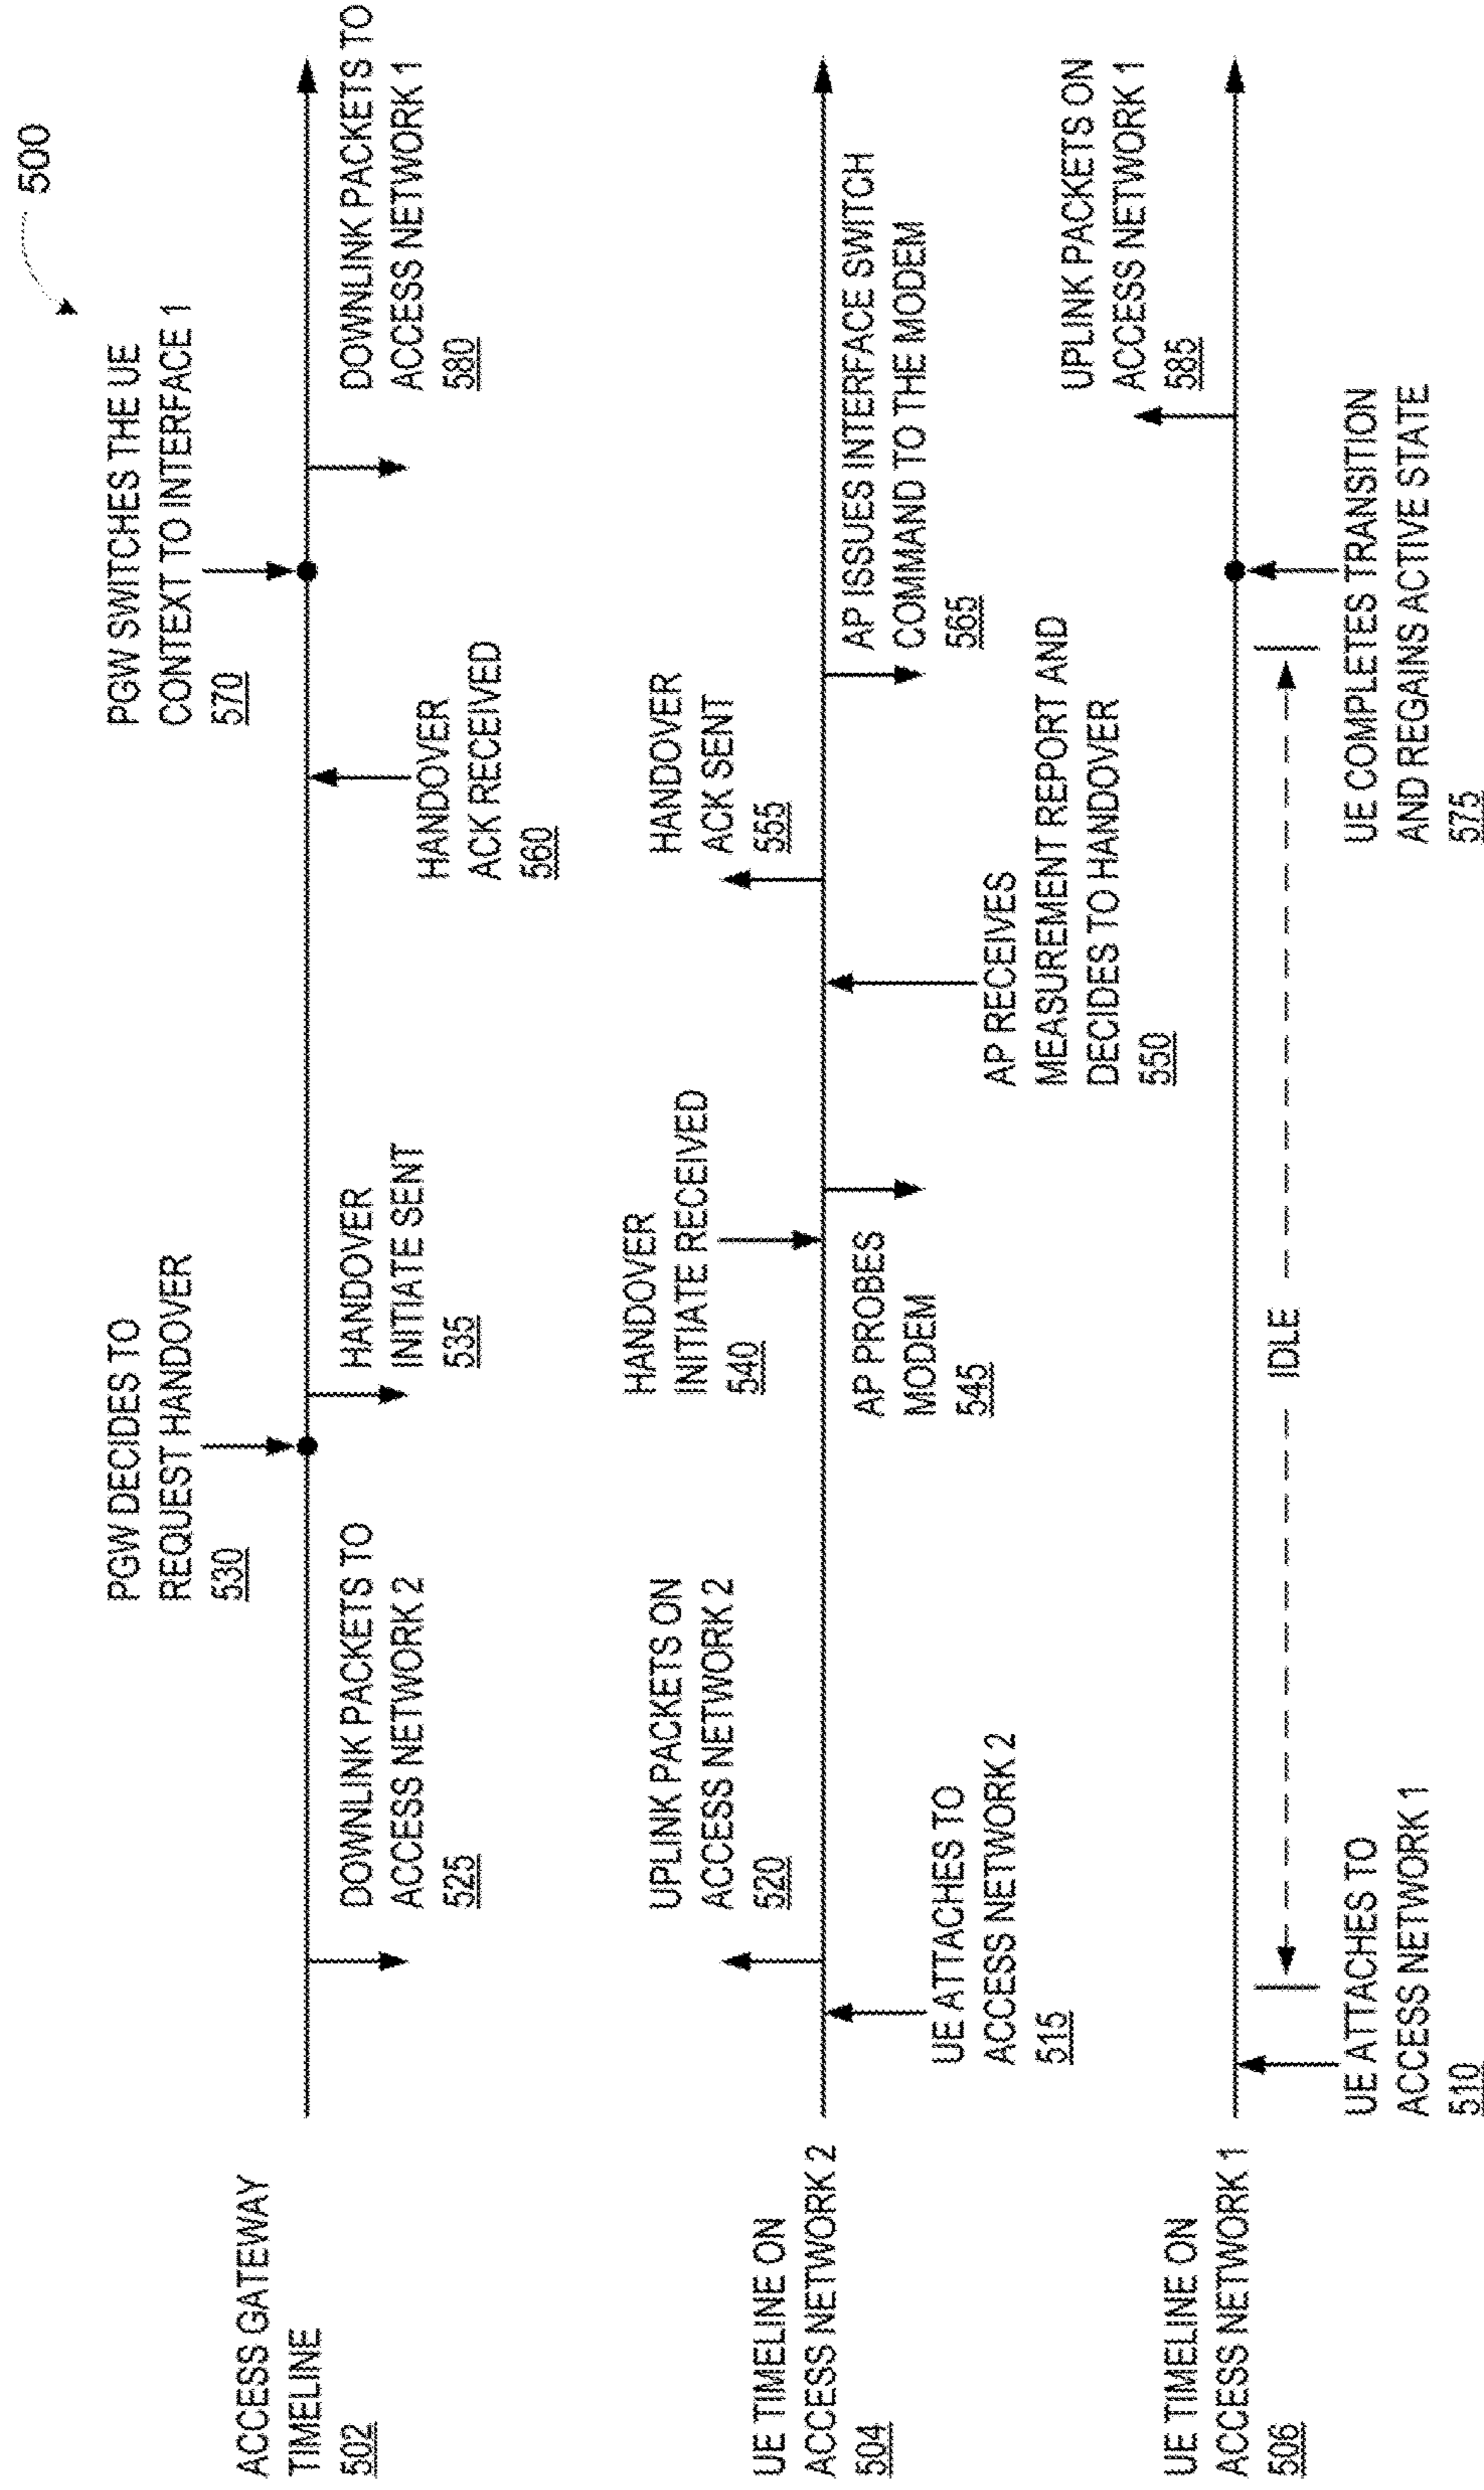 500
ACCESS GATEWAY
TIMELINE
502
DOWNLINK PACKETS TO
ACCESS NETWORK 2
525
PGW DECIDES TO
REQUEST HANDOVER
530
HANDOVER
INITIATE SENT
535
HANDOVER
ACK RECEIVED
560
PGW SWITCHES THE UE
CONTEXT TO INTERFACE 1
570
DOWNLINK PACKETS TO
ACCESS NETWORK 1
580
UE TIMELINE ON
ACCESS NETWORK 2
504
UE ATTACHES TO
ACCESS NETWORK 2
515
UPLINK PACKETS ON
ACCESS NETWORK 2
520
HANDOVER
INITIATE RECEIVED
540
AP PROBES
MODEM
545
AP RECEIVES
MEASUREMENT REPORT AND
DECIDES TO HANDOVER
550
HANDOVER
ACK SENT
555
AP ISSUES INTERFACE SWITCH
COMMAND TO THE MODEM
565
UE TIMELINE ON
ACCESS NETWORK 1
506
UE ATTACHES TO
ACCESS NETWORK 1
510
IDLE
UE COMPLETES TRANSITION
AND REGAINS ACTIVE STATE
575
UPLINK PACKETS ON
ACCESS NETWORK 1
585